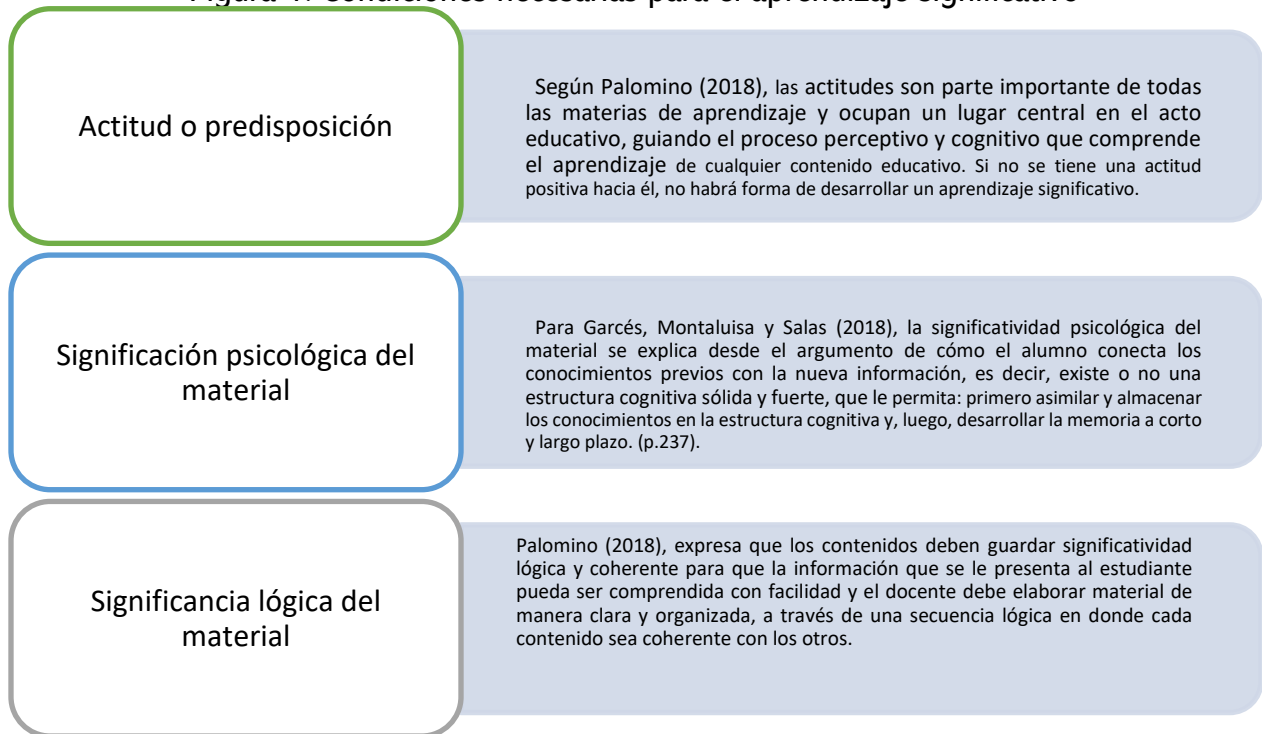 Figura 1. Condiciones necesarias para el aprendizaje significativo
Actitud o predisposición
Según Palomino (2018), las actitudes son parte importante de todas
las materias de aprendizaje y ocupan un lugar central en el acto
educativo, guiando el proceso perceptivo y cognitivo que comprende
el aprendizaje de cualquier contenido educativo. Si no se tiene una actitud
positiva hacia él, no habrá forma de desarrollar un aprendizaje significativo.
Significación psicológica del
material
Para Garcés, Montaluisa y Salas (2018), la significatividad psicológica del
material se explica desde el argumento de cómo el alumno conecta los
conocimientos previos con la nueva información, es decir, existe o no una
estructura cognitiva sólida y fuerte, que le permita: primero asimilar y almacenar
los conocimientos en la estructura cognitiva y, luego, desarrollar la memoria a corto
y largo plazo. (p.237).
Significancia lógica del
material
Palomino (2018), expresa que los contenidos deben guardar significatividad
lógica y coherente para que la información que se le presenta al estudiante
pueda ser comprendida con facilidad y el docente debe elaborar material de
manera clara y organizada, a través de una secuencia lógica en donde cada
contenido sea coherente con los otros.